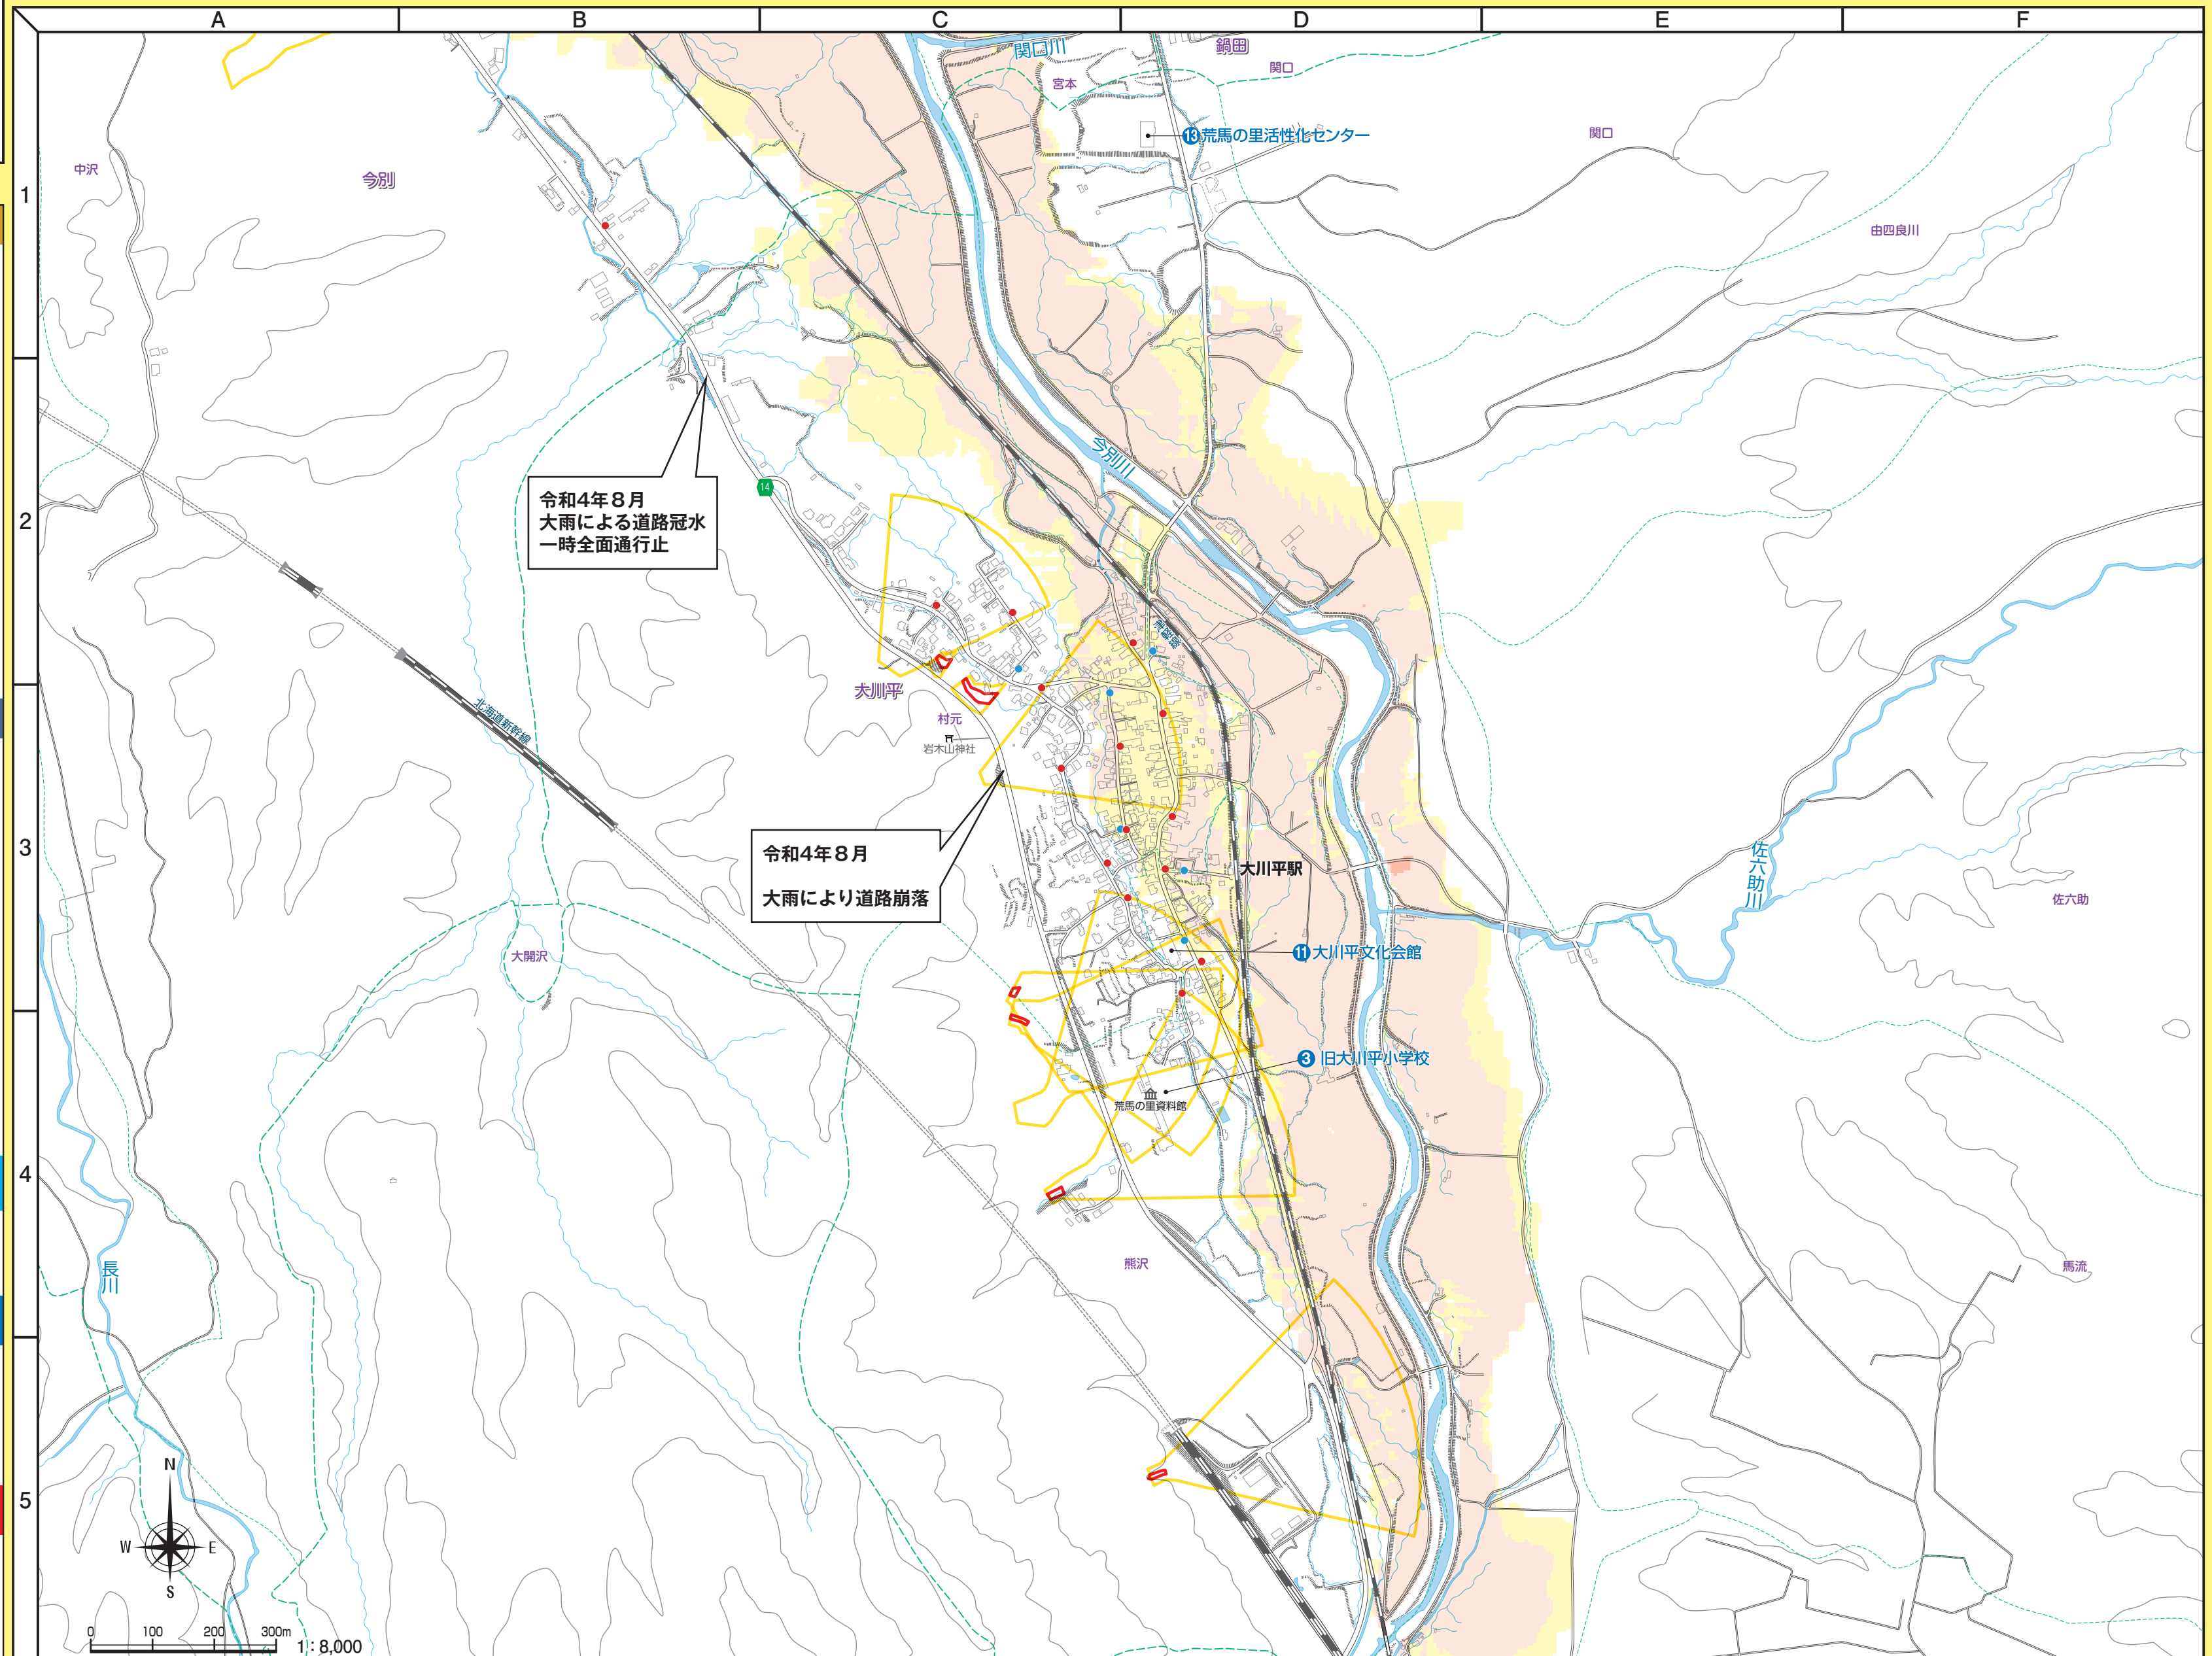 A
B
C
D
E
F
1
2
3
4
5
関口川
鍋田
関口
宮本
⑬荒馬の里活性化センター
関口
中沢
今別
由四良川
今別川
14
令和4年8月
大雨による道路冠水
一時全面通行止
津軽線
大川平
村元
岩木山神社
北海道新幹線
令和4年8月
大雨により道路崩落
大川平駅
佐六助川
佐六助
大開沢
⑪大川平文化会館
③旧大川平小学校
荒馬の里資料館
長川
熊沢
馬流
N
W
E
S
0 100 200 300m
1:8,000